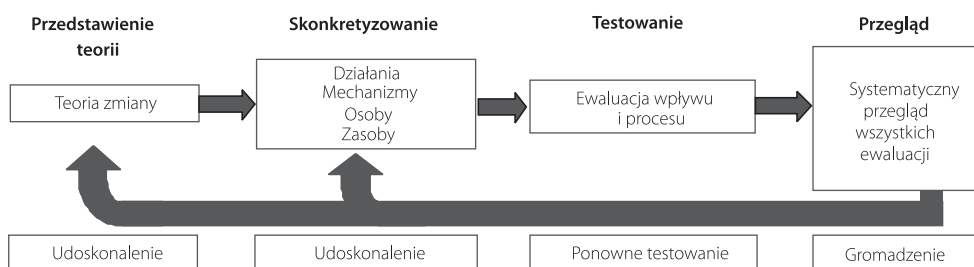 Przedstawienie
teorii
Skonkretyzowanie
Testowanie
Przegląd
Teoria zmiany
Działania
Mechanizmy
Osoby
Zasoby
Ewaluacja wpływu
i procesu
Systematyczny
przegląd
wszystkich
ewaluacji
Udoskonalenie
Udoskonalenie
Ponowne testowanie
Gromadzenie